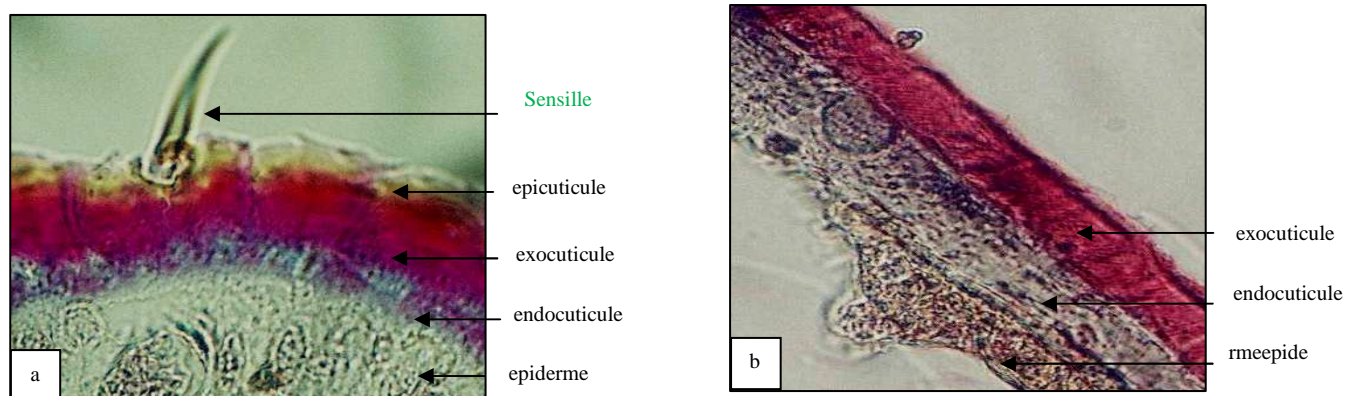 Sensille
epicuticule
exocuticule
endocuticule
epiderme
a
exocuticule
endocuticule
rmeepide
b